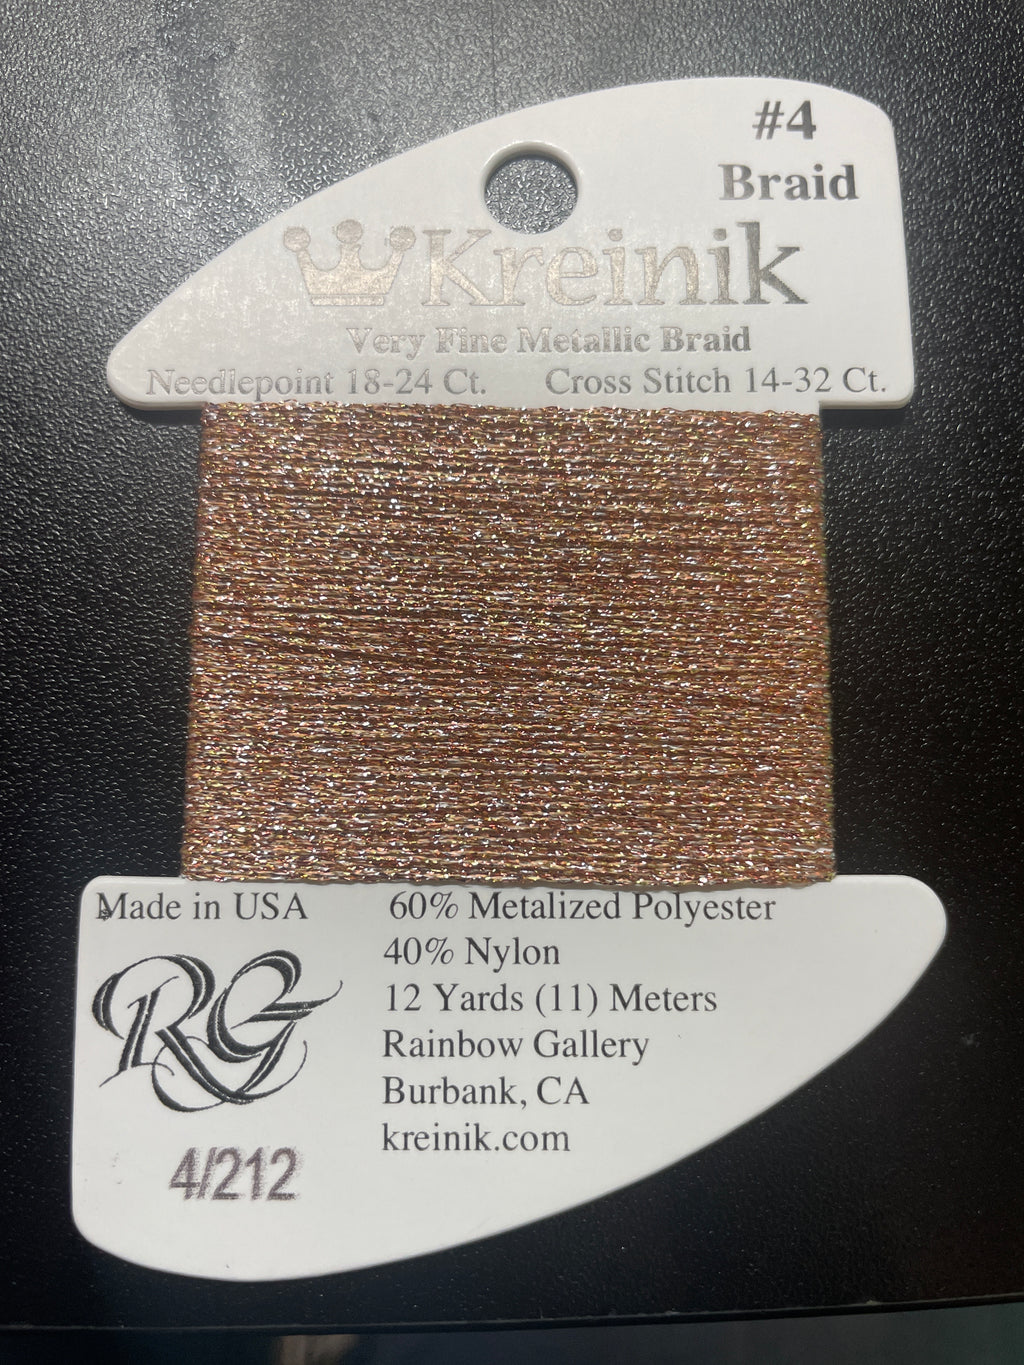 #4
Braid
Kreinik
Very Fine Metallic Braid
Needlepoint 18-24 Ct. Cross Stitch 14-32 Ct.
Made in USA
60% Metalized Polyester
40% Nylon
12 Yards (11) Meters
Rainbow Gallery
Burbank, CA
kreinik.com
RG
4/212